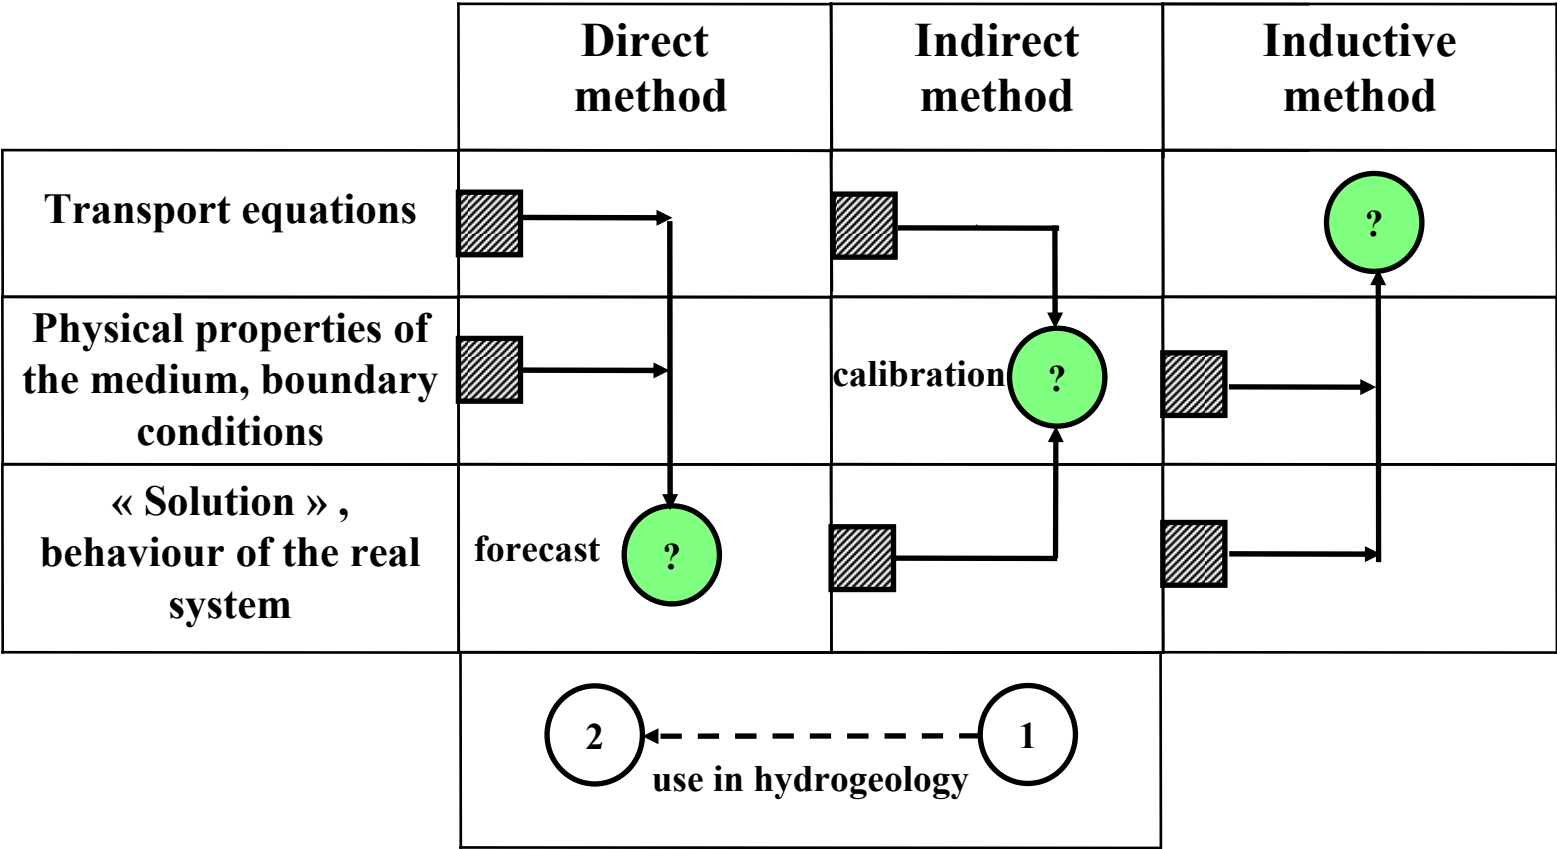 Direct
method
Indirect
method
Inductive
method
Transport equations
?
Physical properties of
the medium, boundary
conditions
calibration
?
« Solution » ,
behaviour of the real
system
forecast
?
2
1
use in hydrogeology